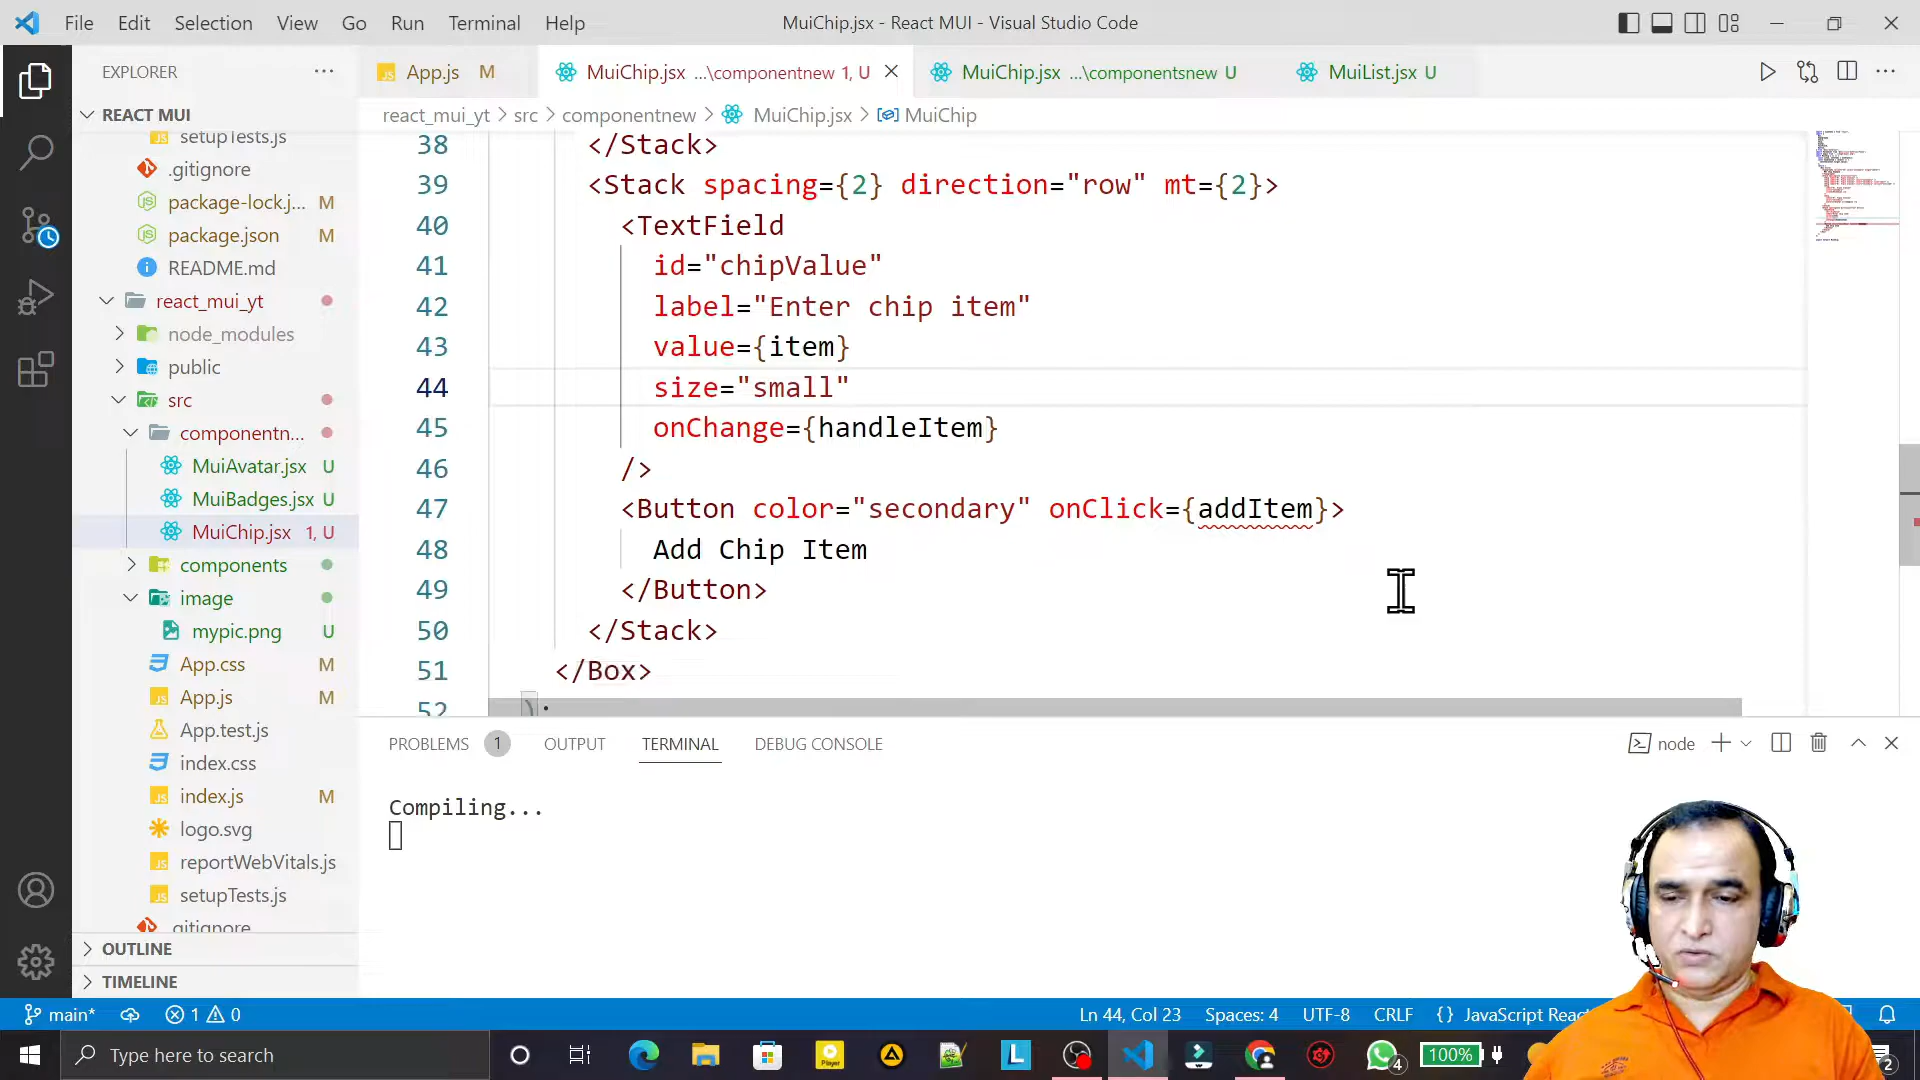 File Edit Selection View Go Run Terminal Help
MuiChip.jsx - React MUI - Visual Studio Code
EXPLORER
App.js M
MuiChip.jsx ...\componentnew 1, U
MuiChip.jsx ...\componentsnew U
MuiList.jsx U
REACT MUI
react_mui_yt > src > componentnew > MuiChip.jsx > MuiChip
setupTests.js
.gitignore
package-lock.j... M
package.json M
README.md
react_mui_yt
node_modules
public
src
componentn...
MuiAvatar.jsx U
MuiBadges.jsx U
MuiChip.jsx 1, U
components
image
mypic.png U
App.css M
App.js M
App.test.js
index.css
index.js M
logo.svg
reportWebVitals.js
setupTests.js
.gitignore
OUTLINE
TIMELINE
38 </Stack>
39 <Stack spacing={2} direction="row" mt={2}>
40 <TextField
41 id="chipValue"
42 label="Enter chip item"
43 value={item}
44 size="small"
45 onChange={handleItem}
46 />
47 <Button color="secondary" onClick={addItem}>
48 Add Chip Item
49 </Button>
50 </Stack>
51 </Box>
52 );
PROBLEMS 1 OUTPUT TERMINAL DEBUG CONSOLE
node
Compiling...
main* 1 0
Ln 44, Col 23 Spaces: 4 UTF-8 CRLF {} JavaScript Reac
Type here to search
Player
L
4
100%
2